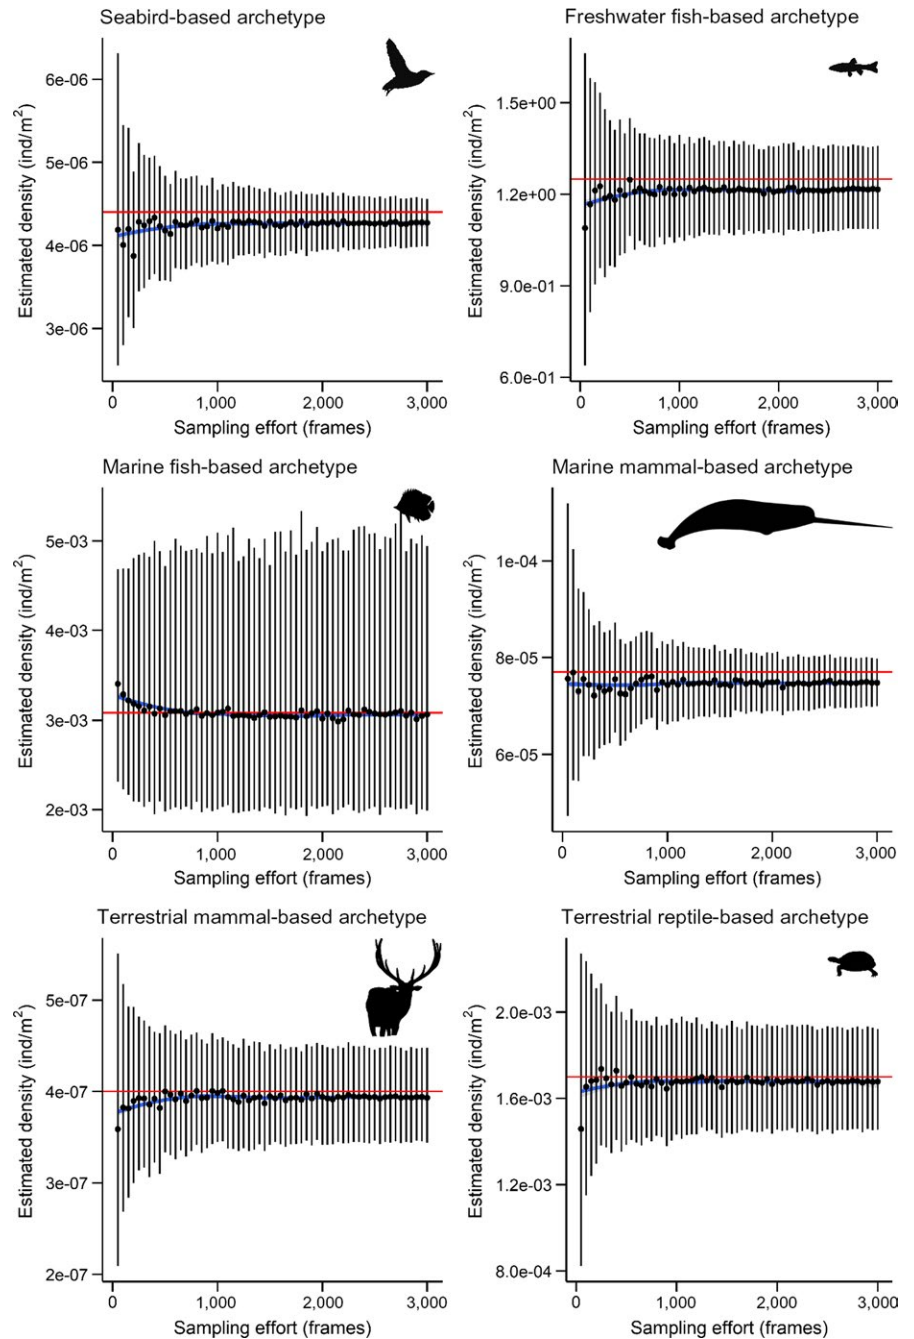 Seabird-based archetype
Estimated density (ind/m²)
6e-06
5e-06
4e-06
3e-06
0 1,000 2,000 3,000
Sampling effort (frames)
Freshwater fish-based archetype
Estimated density (ind/m²)
1.5e+00
1.2e+00
9.0e-01
6.0e-01
0 1,000 2,000 3,000
Sampling effort (frames)
Marine fish-based archetype
Estimated density (ind/m²)
5e-03
4e-03
3e-03
2e-03
0 1,000 2,000 3,000
Sampling effort (frames)
Marine mammal-based archetype
Estimated density (ind/m²)
1e-04
8e-05
6e-05
0 1,000 2,000 3,000
Sampling effort (frames)
Terrestrial mammal-based archetype
Estimated density (ind/m²)
5e-07
4e-07
3e-07
2e-07
0 1,000 2,000 3,000
Sampling effort (frames)
Terrestrial reptile-based archetype
Estimated density (ind/m²)
2.0e-03
1.6e-03
1.2e-03
8.0e-04
0 1,000 2,000 3,000
Sampling effort (frames)